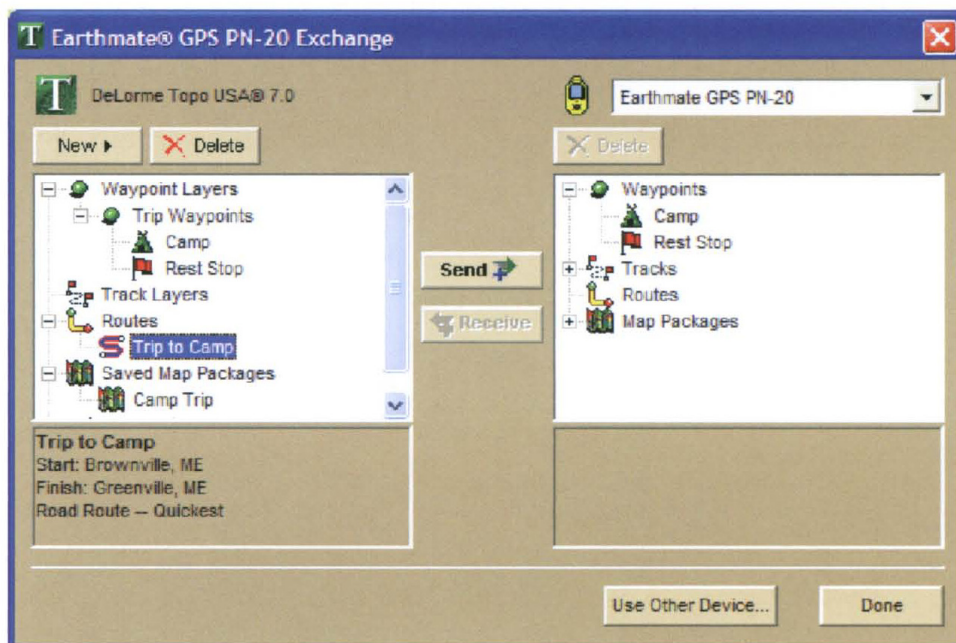 Earthmate® GPS PN-20 Exchange
DeLorme Topo USA® 7.0
Earthmate GPS PN-20
New
Delete
Delete
Waypoint Layers
Trip Waypoints
Camp
Rest Stop
Track Layers
Routes
Trip to Camp
Saved Map Packages
Camp Trip
Send
Receive
Waypoints
Camp
Rest Stop
Tracks
Routes
Map Packages
Trip to Camp
Start: Brownville, ME
Finish: Greenville, ME
Road Route -- Quickest
Use Other Device...
Done